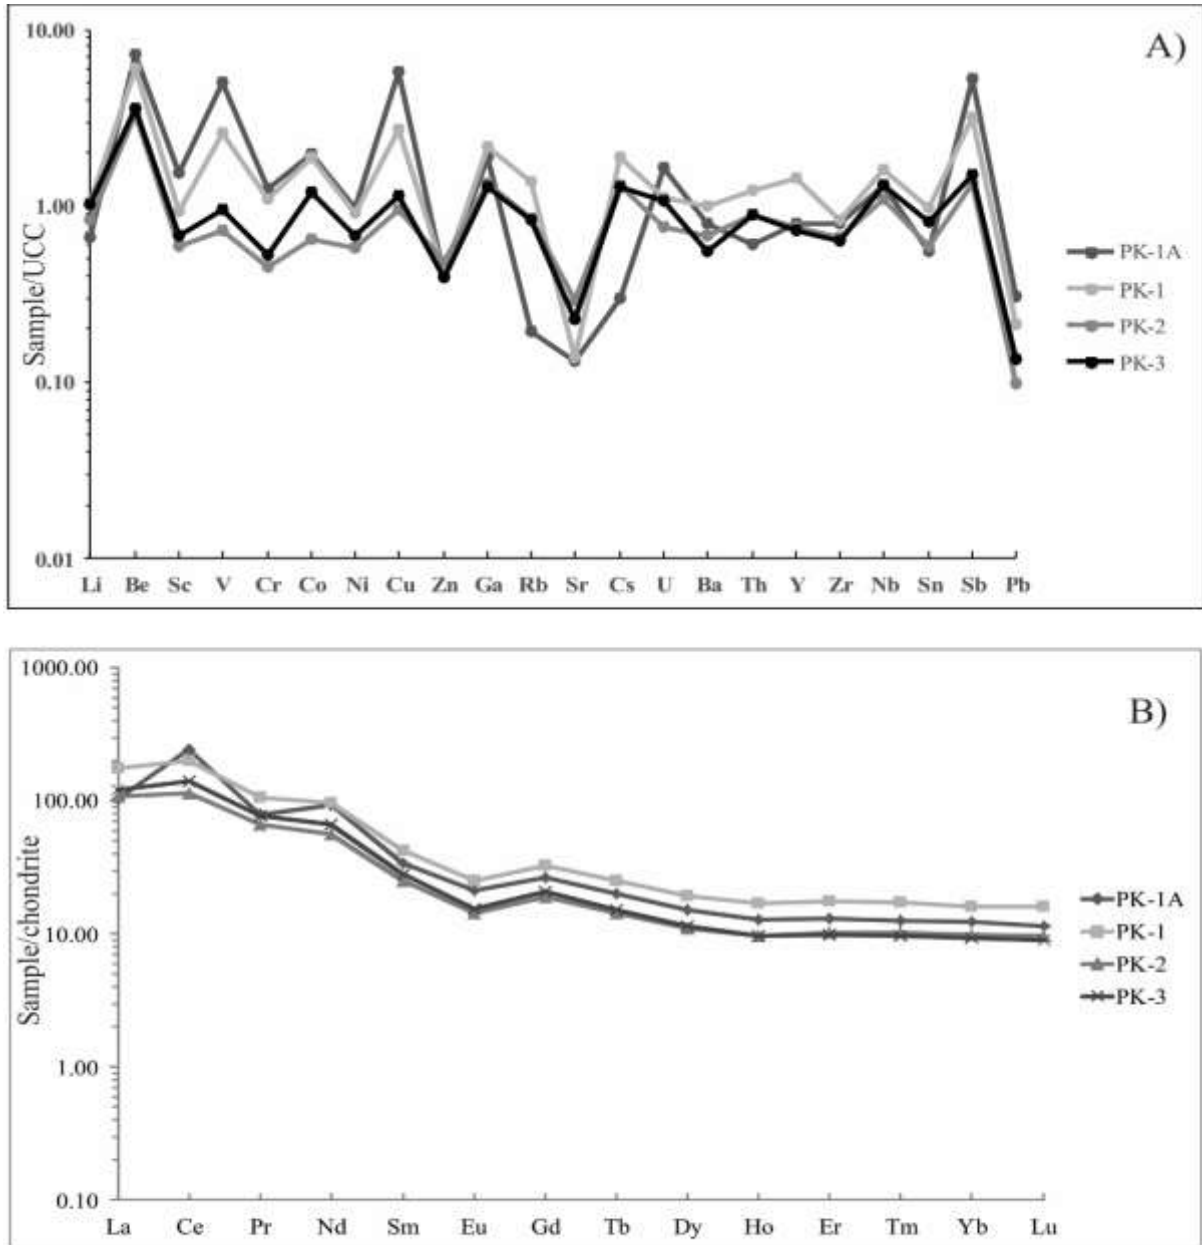 A)
10.00
1.00
0.10
0.01
Sample/UCC
Li Be Sc V Cr Co Ni Cu Zn Ga Rb Sr Cs U Ba Th Y Zr Nb Sn Sb Pb
PK-1A
PK-1
PK-2
PK-3
B)
1000.00
100.00
10.00
1.00
0.10
Sample/chondrite
La Ce Pr Nd Sm Eu Gd Tb Dy Ho Er Tm Yb Lu
PK-1A
PK-1
PK-2
PK-3